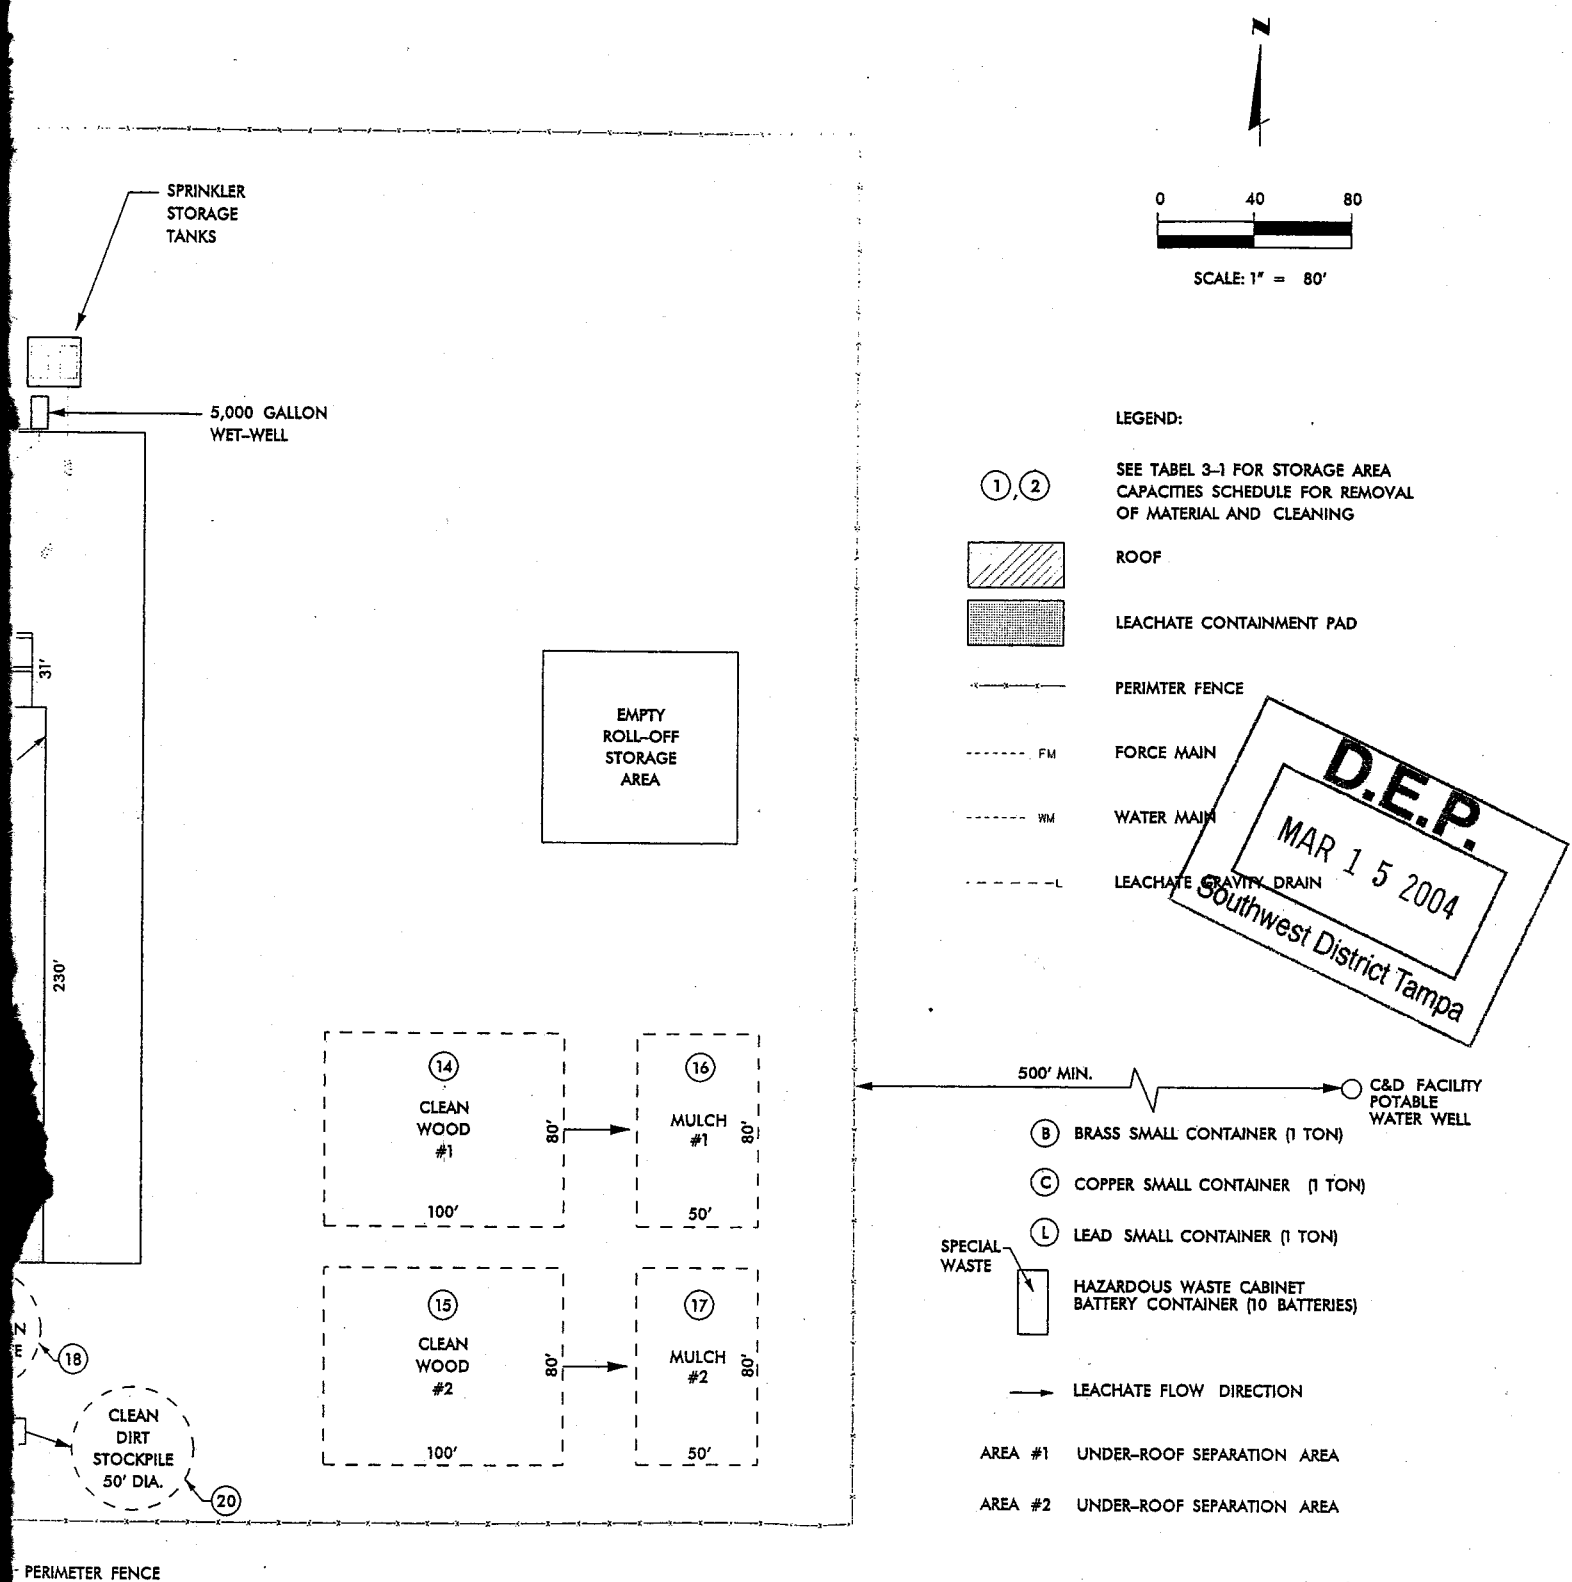 N
0 40 80
SCALE: 1" = 80'
SPRINKLER
STORAGE
TANKS
5,000 GALLON
WET-WELL
31'
230'
EMPTY
ROLL-OFF
STORAGE
AREA
LEGEND:
1, 2
SEE TABEL 3-1 FOR STORAGE AREA
CAPACITIES SCHEDULE FOR REMOVAL
OF MATERIAL AND CLEANING
ROOF
LEACHATE CONTAINMENT PAD
PERIMTER FENCE
FM FORCE MAIN
WM WATER MAIN
L LEACHATE GRAVITY DRAIN
D.E.P.
MAR 15 2004
Southwest District Tampa
500' MIN.
C&D FACILITY
POTABLE
WATER WELL
B BRASS SMALL CONTAINER (1 TON)
C COPPER SMALL CONTAINER (1 TON)
L LEAD SMALL CONTAINER (1 TON)
SPECIAL
WASTE
HAZARDOUS WASTE CABINET
BATTERY CONTAINER (10 BATTERIES)
LEACHATE FLOW DIRECTION
AREA #1 UNDER-ROOF SEPARATION AREA
AREA #2 UNDER-ROOF SEPARATION AREA
14
CLEAN
WOOD
#1
80'
100'
16
MULCH
#1
80'
50'
15
CLEAN
WOOD
#2
80'
100'
17
MULCH
#2
80'
50'
N
E
18
CLEAN
DIRT
STOCKPILE
50' DIA.
20
PERIMETER FENCE